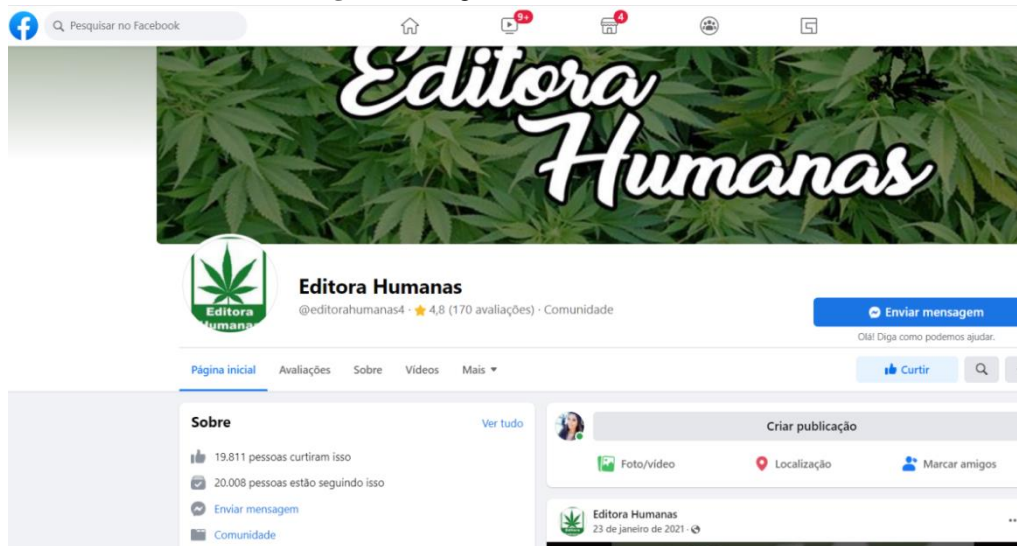 Pesquisar no Facebook
9+
4
Editora
Humanas
Editora
Humanas
Editora Humanas
@editorahumanas4 · 4,8 (170 avaliações) · Comunidade
Enviar mensagem
Olá! Diga como podemos ajudar.
Página inicial Avaliações Sobre Vídeos Mais
Curtir
Sobre Ver tudo
19.811 pessoas curtiram isso
20.008 pessoas estão seguindo isso
Enviar mensagem
Comunidade
Criar publicação
Foto/vídeo Localização Marcar amigos
Editora Humanas
23 de janeiro de 2021 ·
Editora